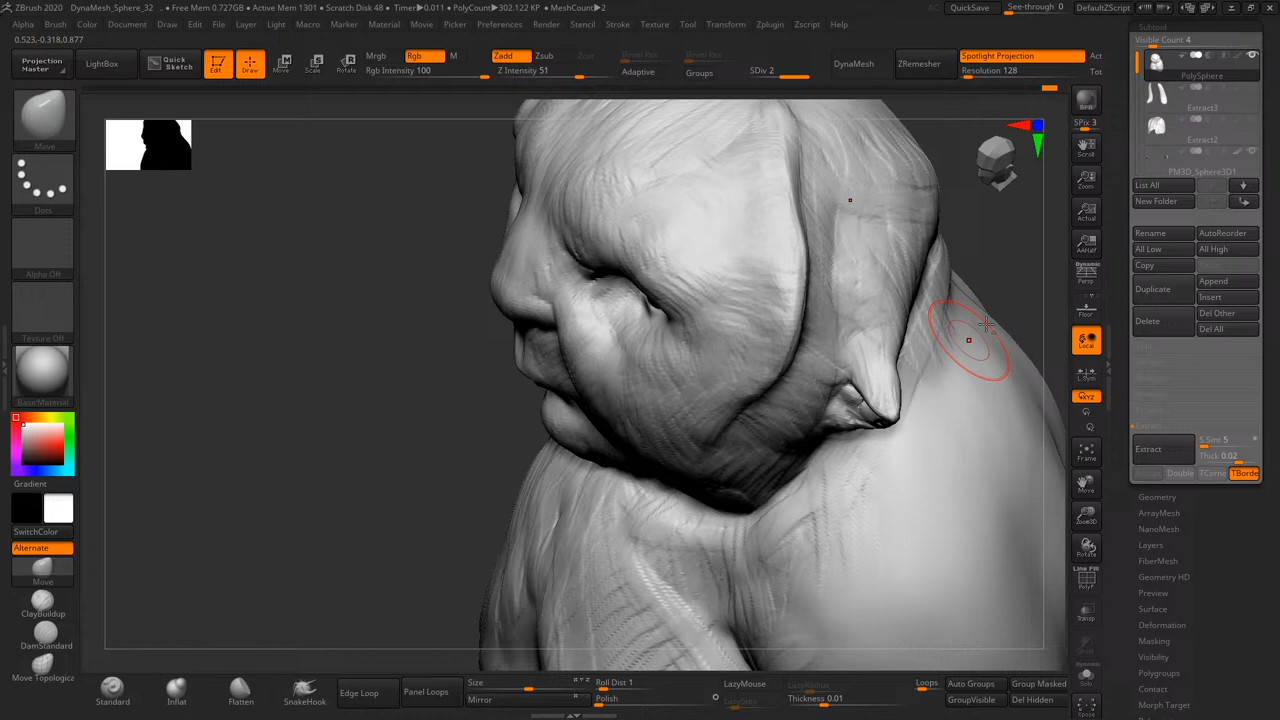 ZBrush 2020 DynaMesh_Sphere_32 • Free Mem 0.727GB • Active Mem 1301 • Scratch Disk 48 • Timer▶0.011 • PolyCount▶302.122 KP • MeshCount▶2 AC QuickSave See-through 0 DefaultZScript
Alpha Brush Color Document Draw Edit File Layer Light Macro Marker Material Movie Picker Preferences Render Stencil Stroke Texture Tool Transform Zplugin Zscript Help
0.523,-0.318,0.877
Projection Master LightBox Quick Sketch Edit Draw Move Scale Rotate
Mrgb Rgb M Zadd Zsub
Rgb Intensity 100 Z Intensity 51
Adaptive Groups SDiv 2 DynaMesh ZRemesher
Spotlight Projection Act
Resolution 128 Tot
Move
Dots
Alpha Off
Texture Off
BasicMaterial
Gradient
SwitchColor
Alternate
Move
ClayBuildup
DamStandard
Move Topological
BPR
SPix 3
Scroll
Zoom
Actual
AAHalf
Dynamic
Persp
Floor
Local
L.Sym
XYZ
Frame
Move
Zoom3D
Rotate
Line Fill
PolyF
Transp
Dynamic
Solo
Xpose
Subtool
Visible Count 4
PolySphere
Extract3
Extract2
PM3D_Sphere3D1
List All
New Folder
Rename AutoReorder
All Low All High
Copy
Duplicate Append
Insert
Delete Del Other
Del All
Extract
Extract S Smt 5
Thick 0.02
Double TCorne TBorde
Geometry
ArrayMesh
NanoMesh
Layers
FiberMesh
Geometry HD
Preview
Surface
Deformation
Masking
Visibility
Polygroups
Contact
Morph Target
Standard Inflat Flatten SnakeHook Edge Loop Panel Loops
Size
Mirror
Roll Dist 1
Polish
LazyMouse LazyRadius
Thickness 0.01
Loops Auto Groups Group Masked
GroupVisible Del Hidden